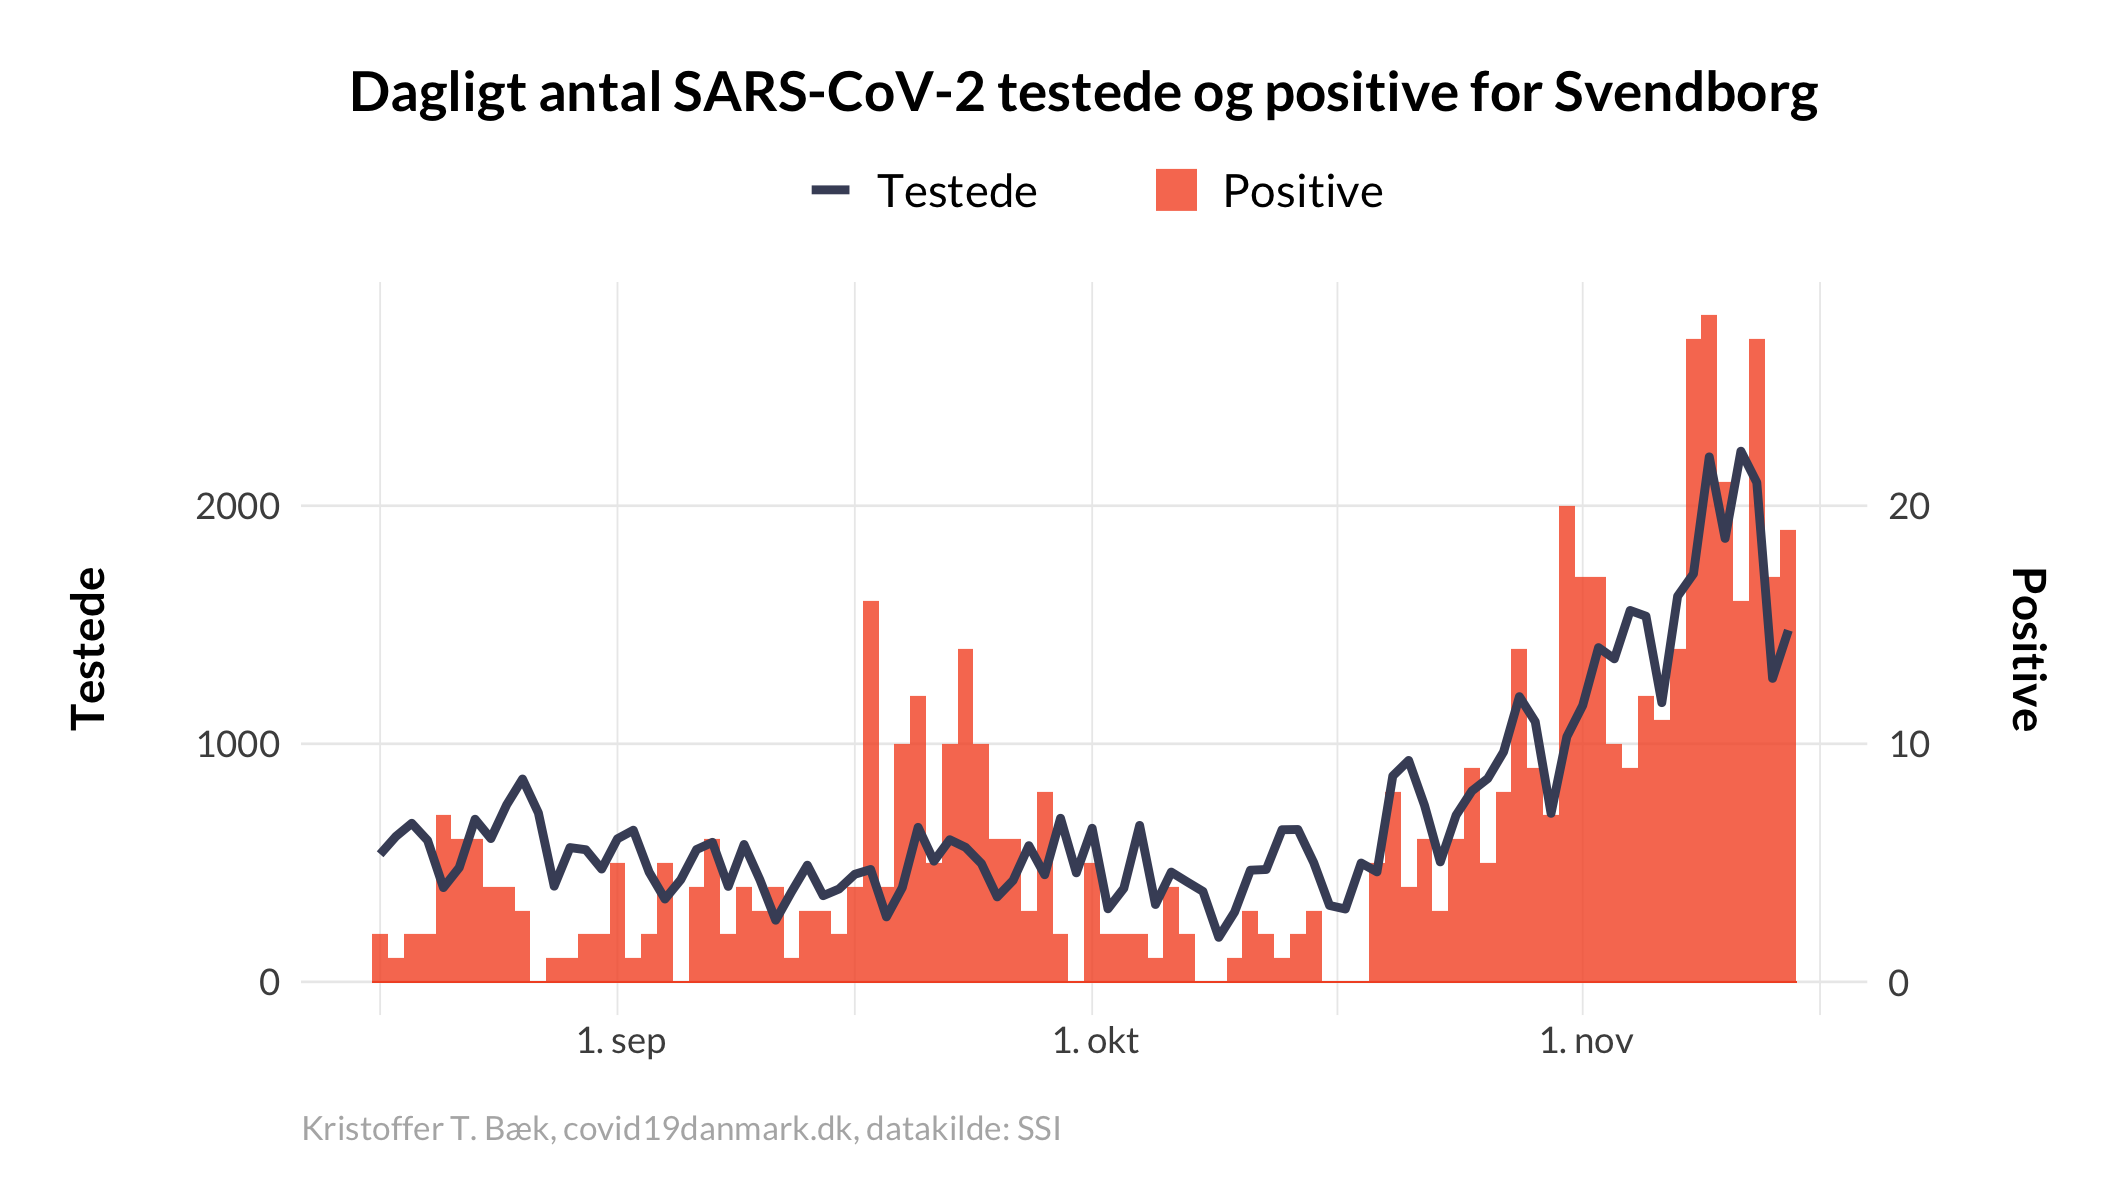 Dagligt antal SARS-CoV-2 testede og positive for Svendborg
Testede
Positive
2000
1000
0
Testede
20
10
0
Positive
1. sep
1. okt
1. nov
Kristoffer T. Bæk, covid19danmark.dk, datakilde: SSI